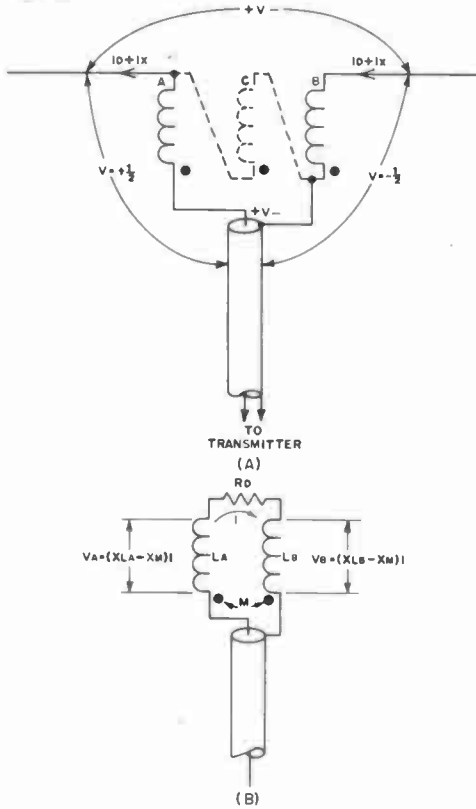 +V-
ID+IX
A
C
B
ID+IX
V=+½
V=-½
+V-
TO
TRANSMITTER
(A)
RD
I
VA=(XLA-XM)I
LA
LB
VB=(XLB-XM)I
M
(B)